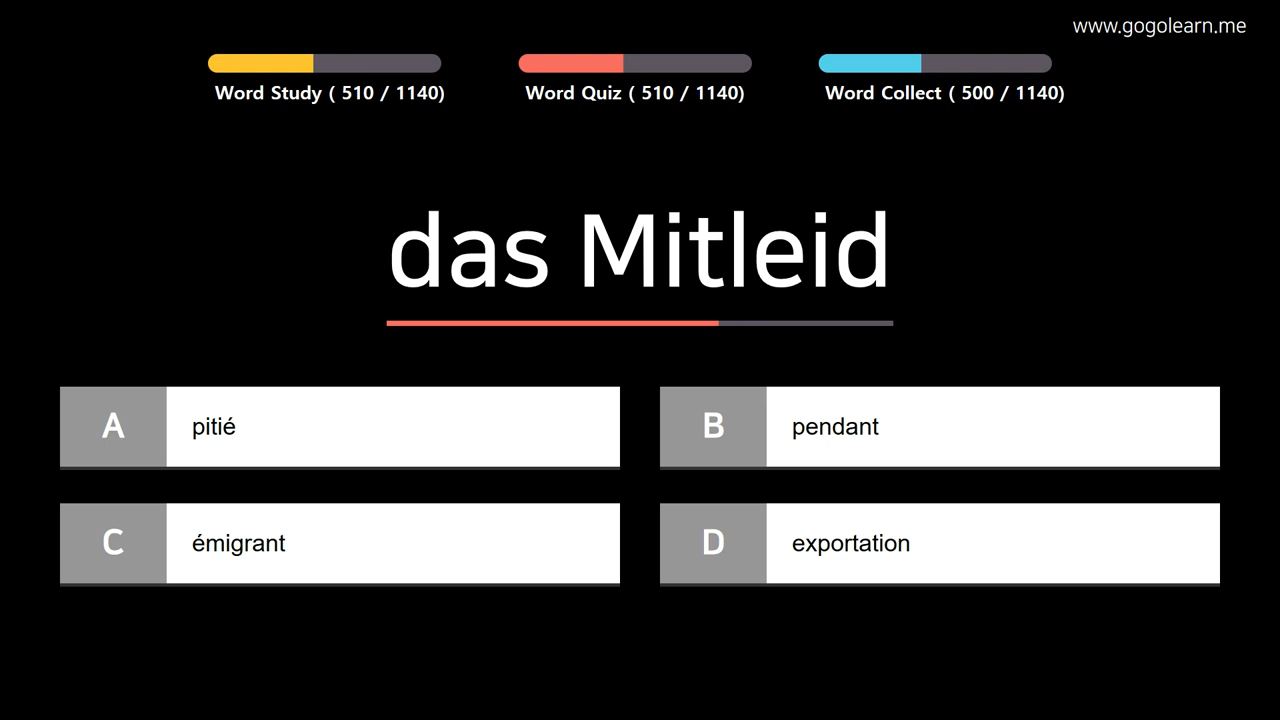 www.gogolearn.me
Word Study ( 510 / 1140)
Word Quiz ( 510 / 1140)
Word Collect ( 500 / 1140)
das Mitleid
A pitié
B pendant
C émigrant
D exportation